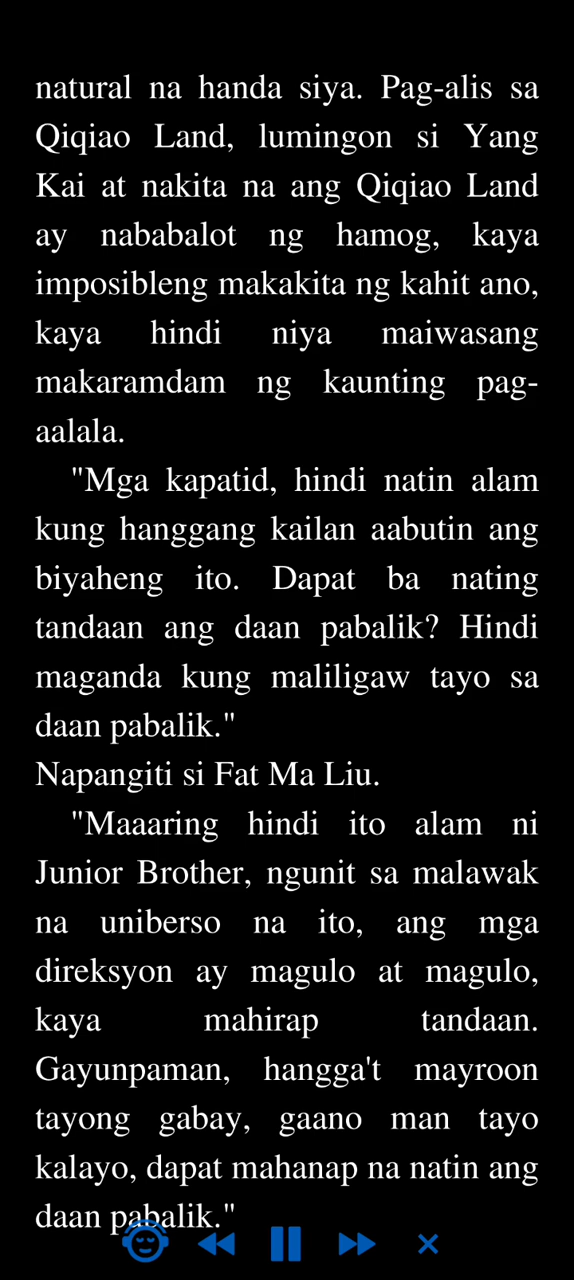 natural na handa siya. Pag-alis sa
Qiqiao Land, lumingon si Yang
Kai at nakita na ang Qiqiao Land
ay nababalot ng hamog, kaya
imposibleng makakita ng kahit ano,
kaya hindi niya maiwasang
makaramdam ng kaunting pag-
aalala.
"Mga kapatid, hindi natin alam
kung hanggang kailan aabutin ang
biyaheng ito. Dapat ba nating
tandaan ang daan pabalik? Hindi
maganda kung maliligaw tayo sa
daan pabalik."
Napangiti si Fat Ma Liu.
"Maaaring hindi ito alam ni
Junior Brother, ngunit sa malawak
na uniberso na ito, ang mga
direksyon ay magulo at magulo,
kaya mahirap tandaan.
Gayunpaman, hangga't mayroon
tayong gabay, gaano man tayo
kalayo, dapat mahanap na natin ang
daan pabalik."